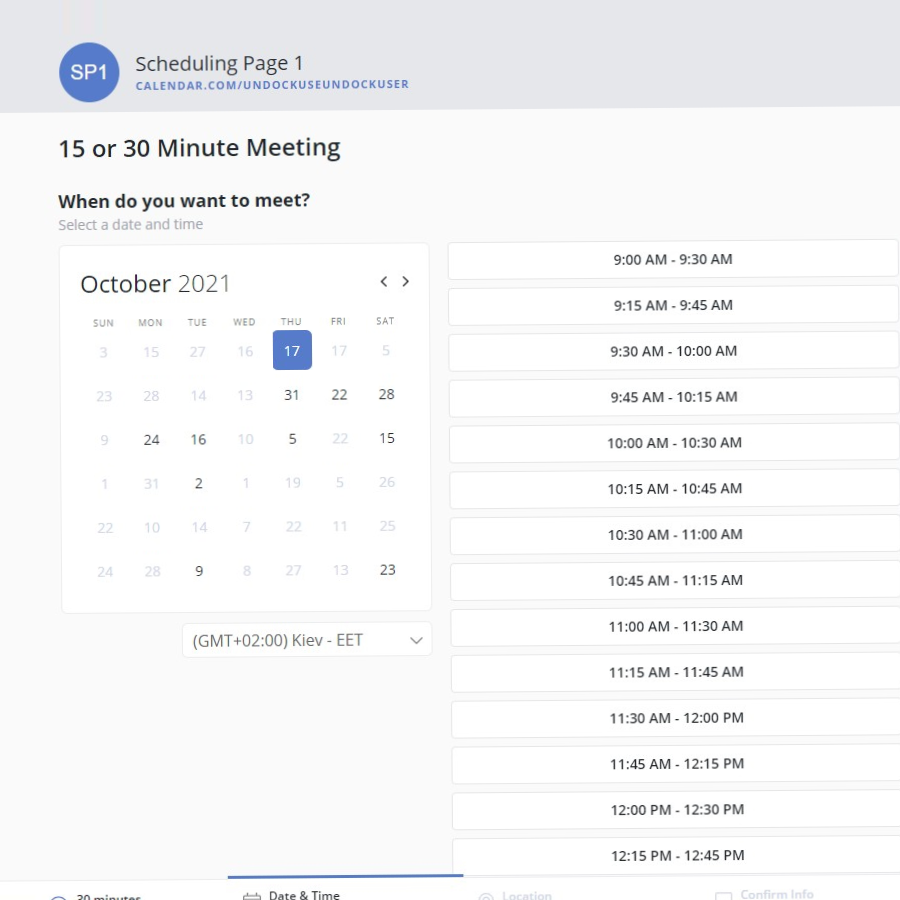 SP1
Scheduling Page 1
CALENDAR.COM/UNDOCKUSEUNDOCKUSER
15 or 30 Minute Meeting
When do you want to meet?
Select a date and time
October 2021
SUN MON TUE WED THU FRI SAT
3 15 27 16 17 17 5
23 28 14 13 31 22 28
9 24 16 10 5 22 15
1 31 2 1 19 5 26
22 10 14 7 22 11 25
24 28 9 8 27 13 23
(GMT+02:00) Kiev - EET
9:00 AM - 9:30 AM
9:15 AM - 9:45 AM
9:30 AM - 10:00 AM
9:45 AM - 10:15 AM
10:00 AM - 10:30 AM
10:15 AM - 10:45 AM
10:30 AM - 11:00 AM
10:45 AM - 11:15 AM
11:00 AM - 11:30 AM
11:15 AM - 11:45 AM
11:30 AM - 12:00 PM
11:45 AM - 12:15 PM
12:00 PM - 12:30 PM
12:15 PM - 12:45 PM
30 minutes
Date & Time
Location
Confirm Info